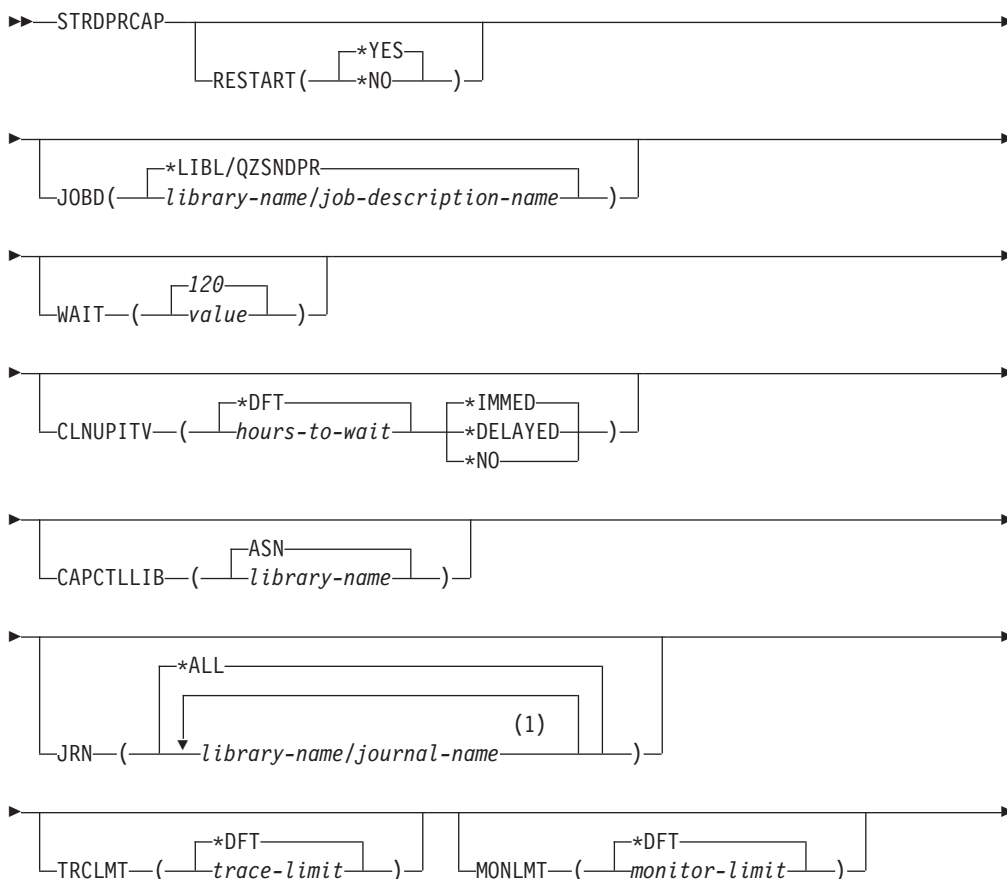 STRDPRCAP
*YES
RESTART( *NO )
*LIBL/QZSNDPR
JOBD( library-name/job-description-name )
120
WAIT ( value )
*DFT *IMMED
CLNUPITV ( hours-to-wait *DELAYED )
*NO
ASN
CAPCTLLIB ( library-name )
*ALL
(1)
JRN ( library-name/journal-name )
*DFT *DFT
TRCLMT ( trace-limit ) MONLMT ( monitor-limit )